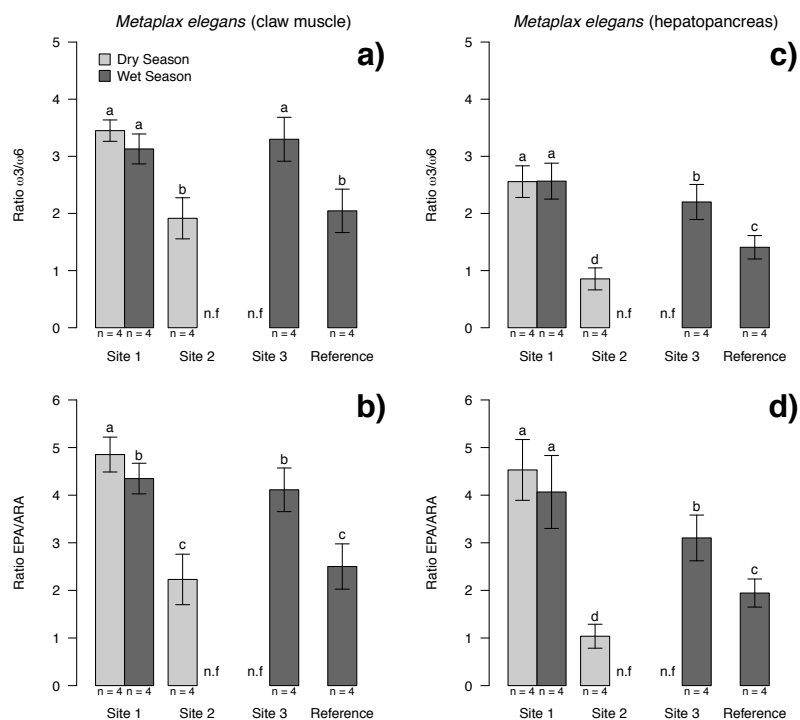 Metaplax elegans (claw muscle)
a)
Dry Season
Wet Season
Ratio ω3/ω6
5
4
3
2
1
0
a
a
b
n.f
n.f
a
b
n = 4 n = 4 n = 4 n = 4 n = 4
Site 1 Site 2 Site 3 Reference
Metaplax elegans (hepatopancreas)
c)
Ratio ω3/ω6
5
4
3
2
1
0
a
a
d
n.f
n.f
b
c
n = 4 n = 4 n = 4 n = 4 n = 4
Site 1 Site 2 Site 3 Reference
b)
Ratio EPA/ARA
6
5
4
3
2
1
0
a
b
c
n.f
n.f
b
c
n = 4 n = 4 n = 4 n = 4 n = 4
Site 1 Site 2 Site 3 Reference
d)
Ratio EPA/ARA
6
5
4
3
2
1
0
a
a
d
n.f
n.f
b
c
n = 4 n = 4 n = 4 n = 4 n = 4
Site 1 Site 2 Site 3 Reference